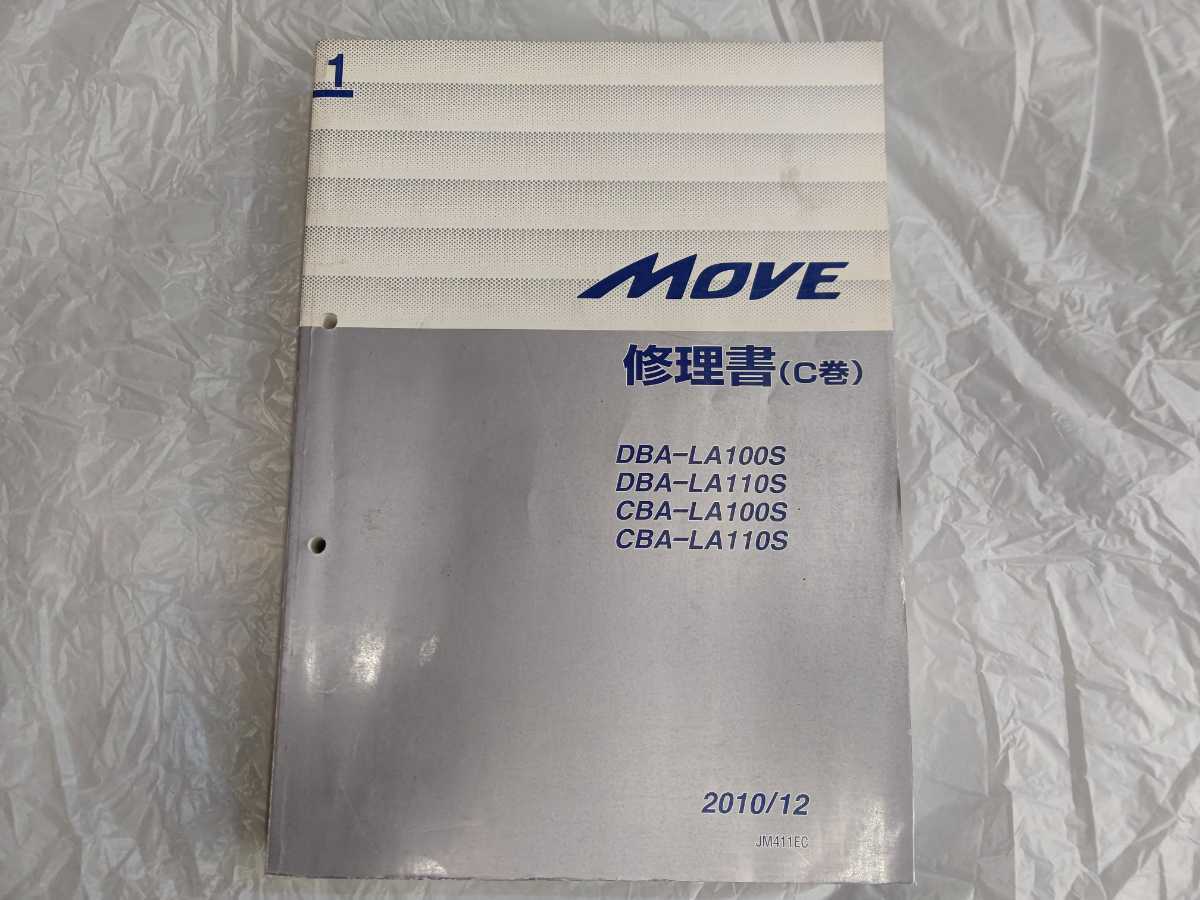 1
MOVE
修理書(C巻)
DBA-LA100S
DBA-LA110S
CBA-LA100S
CBA-LA110S
2010/12
JM411EC